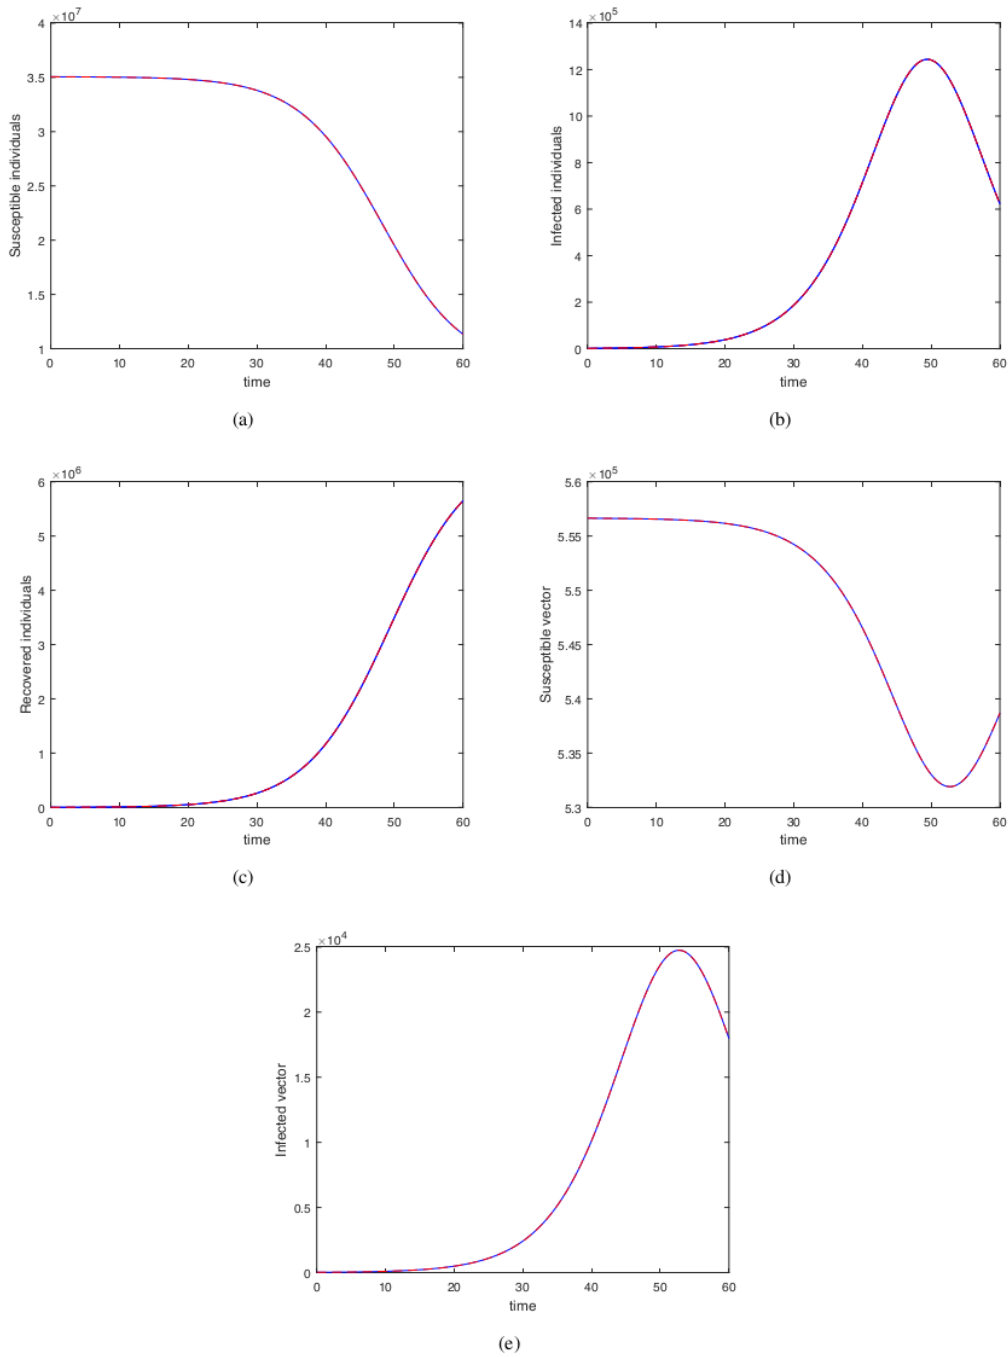 ×10^7
4
3.5
3
2.5
2
1.5
1
0 10 20 30 40 50 60
Susceptible individuals
time
(a)
×10^5
14
12
10
8
6
4
2
0
0 10 20 30 40 50 60
Infected individuals
time
(b)
×10^6
6
5
4
3
2
1
0
0 10 20 30 40 50 60
Recovered individuals
time
(c)
×10^5
5.6
5.55
5.5
5.45
5.4
5.35
5.3
0 10 20 30 40 50 60
Susceptible vector
time
(d)
×10^4
2.5
2
1.5
1
0.5
0
0 10 20 30 40 50 60
Infected vector
time
(e)